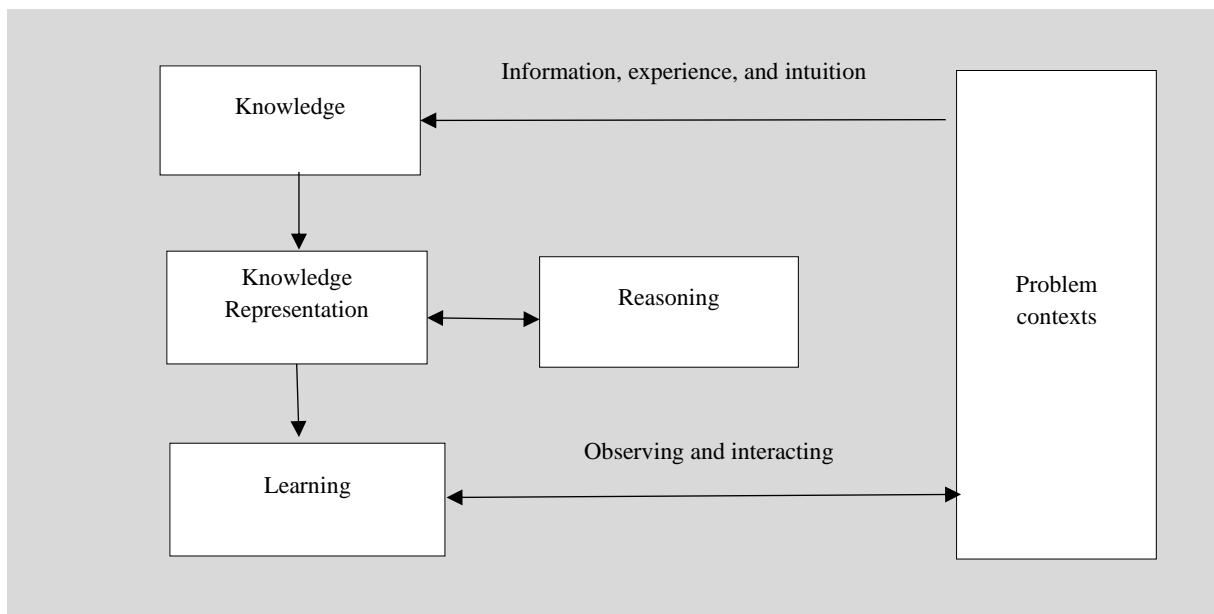 Information, experience, and intuition
Knowledge
Knowledge
Representation
Reasoning
Problem
contexts
Observing and interacting
Learning